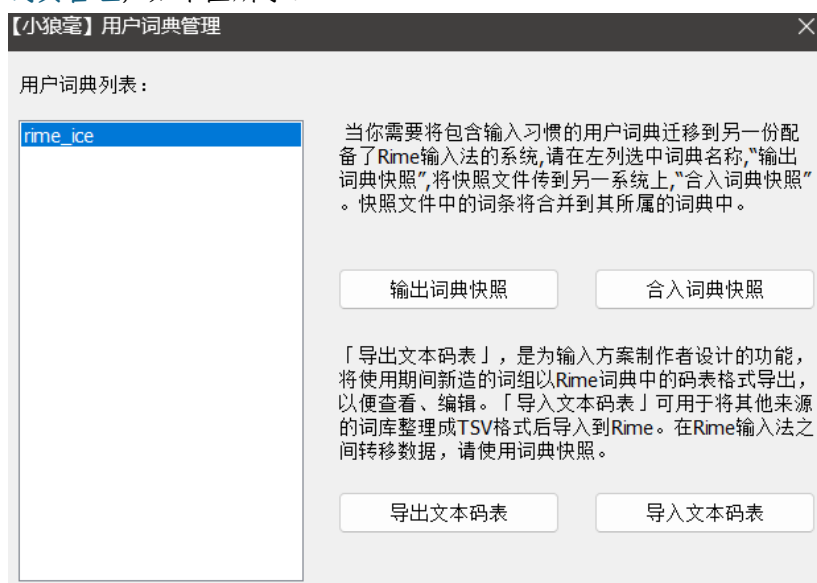 【小狼毫】用户词典管理
用户词典列表：
rime_ice
当你需要将包含输入习惯的用户词典迁移到另一份配
备了Rime输入法的系统,请在左列选中词典名称,"输出
词典快照",将快照文件传到另一系统上,"合入词典快照"
。快照文件中的词条将合并到其所属的词典中。
输出词典快照
合入词典快照
「导出文本码表」，是为输入方案制作者设计的功能，
将使用期间新造的词组以Rime词典中的码表格式导出，
以便查看、编辑。「导入文本码表」可用于将其他来源
的词库整理成TSV格式后导入到Rime。在Rime输入法之
间转移数据，请使用词典快照。
导出文本码表
导入文本码表